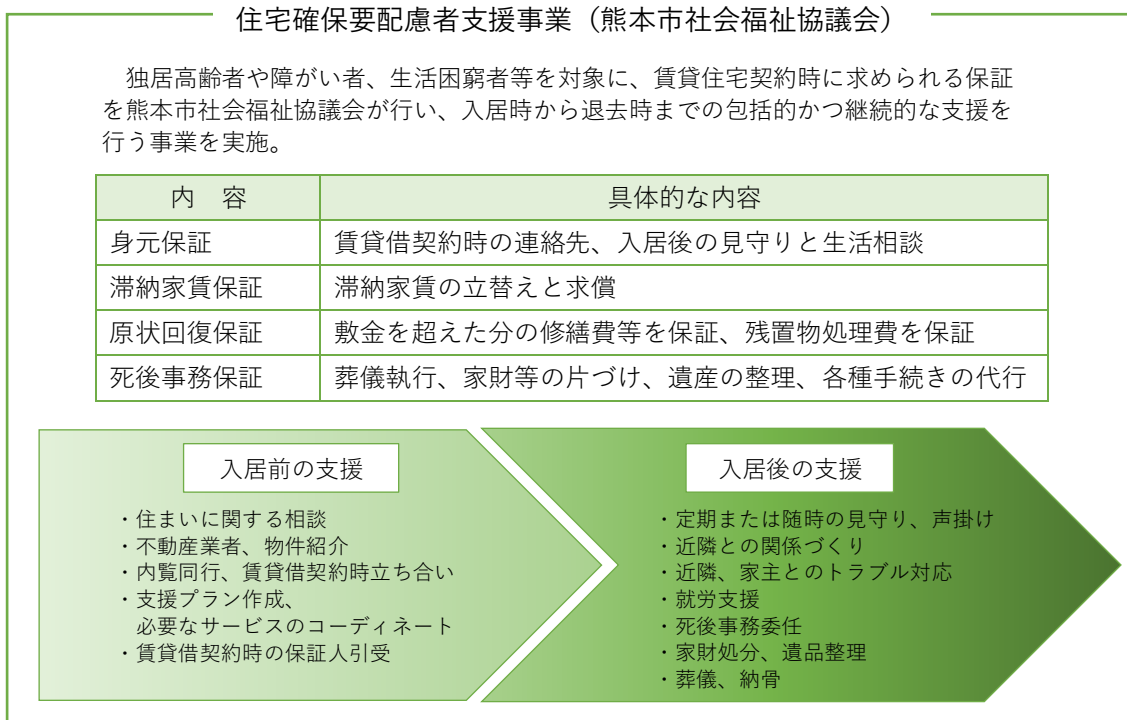 住宅確保要配慮者支援事業（熊本市社会福祉協議会）
独居高齢者や障がい者、生活困窮者等を対象に、賃貸住宅契約時に求められる保証
を熊本市社会福祉協議会が行い、入居時から退去時までの包括的かつ継続的な支援を
行う事業を実施。
内　容　具体的な内容
身元保証　賃貸借契約時の連絡先、入居後の見守りと生活相談
滞納家賃保証　滞納家賃の立替えと求償
原状回復保証　敷金を超えた分の修繕費等を保証、残置物処理費を保証
死後事務保証　葬儀執行、家財等の片づけ、遺産の整理、各種手続きの代行
入居前の支援
・住まいに関する相談
・不動産業者、物件紹介
・内覧同行、賃貸借契約時立ち合い
・支援プラン作成、
必要なサービスのコーディネート
・賃貸借契約時の保証人引受
入居後の支援
・定期または随時の見守り、声掛け
・近隣との関係づくり
・近隣、家主とのトラブル対応
・就労支援
・死後事務委任
・家財処分、遺品整理
・葬儀、納骨